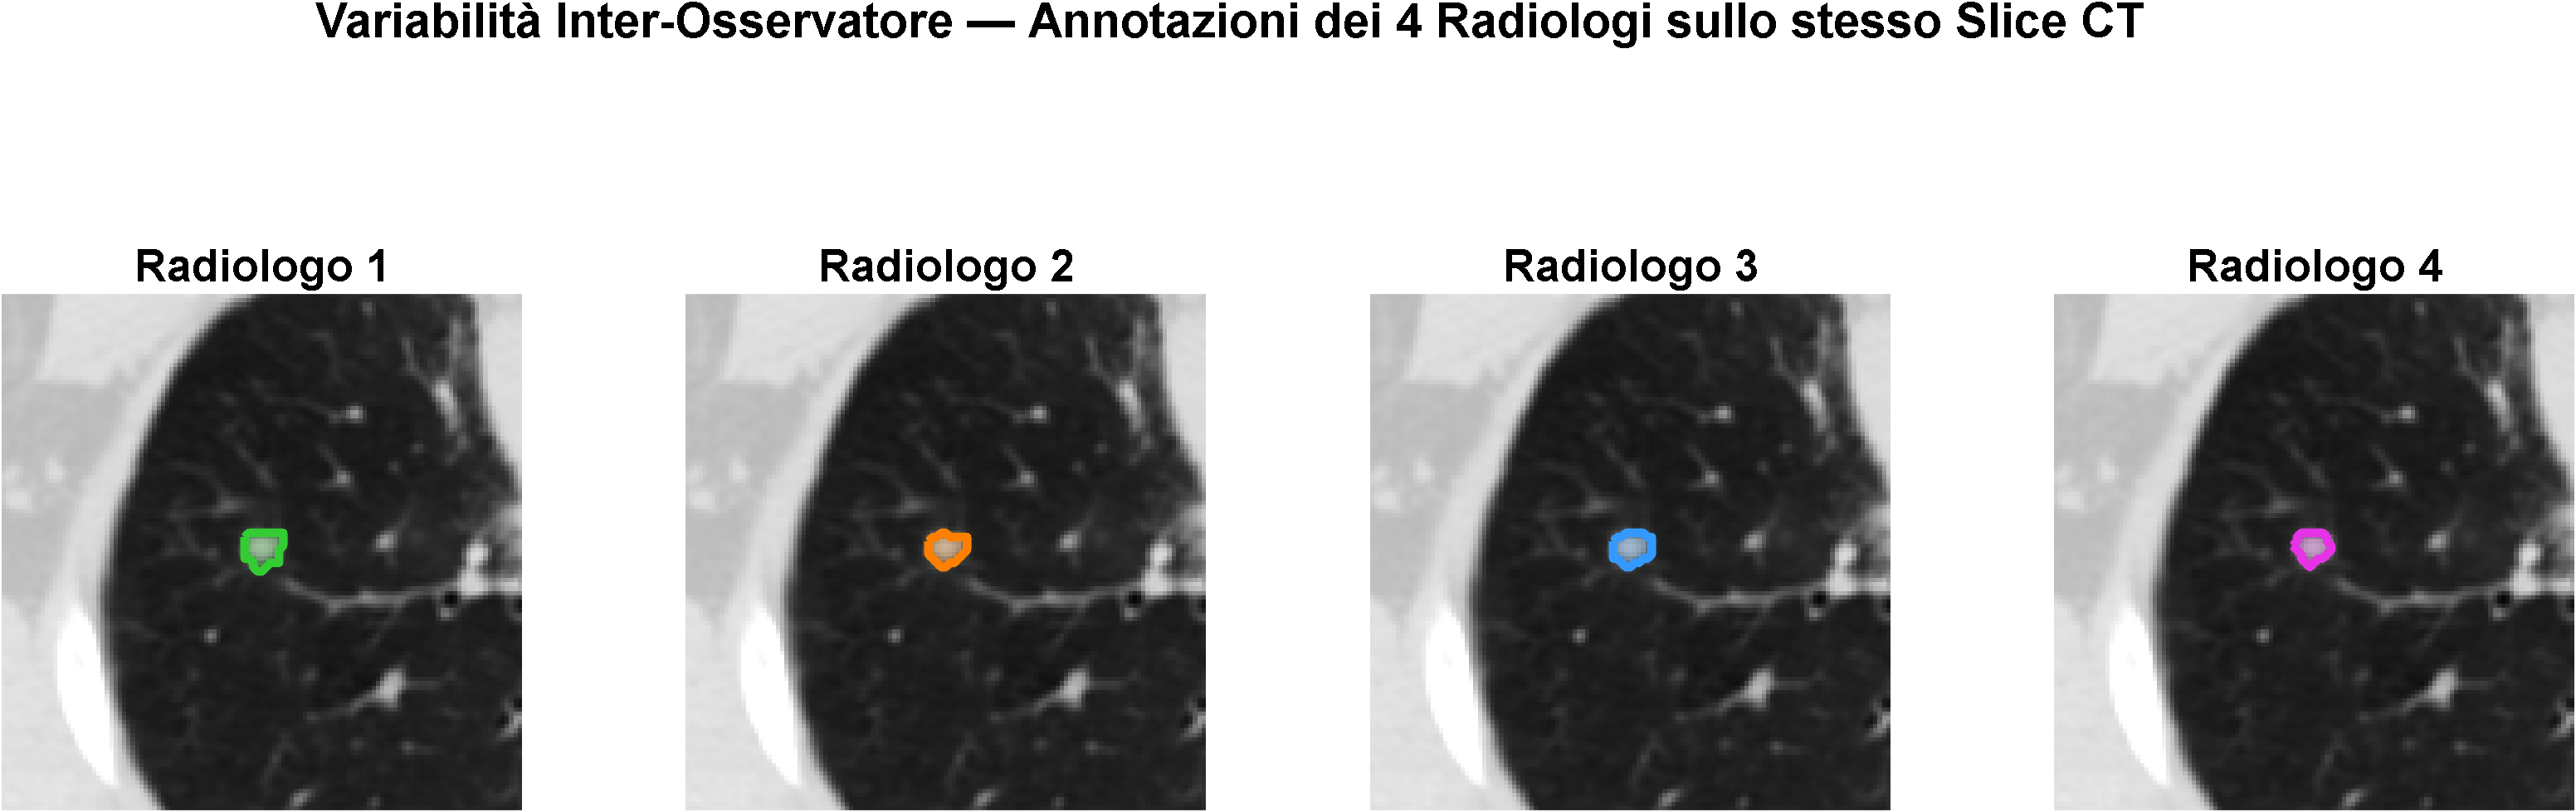 Variabilità Inter-Osservatore — Annotazioni dei 4 Radiologi sullo stesso Slice CT
Radiologo 1
Radiologo 2
Radiologo 3
Radiologo 4